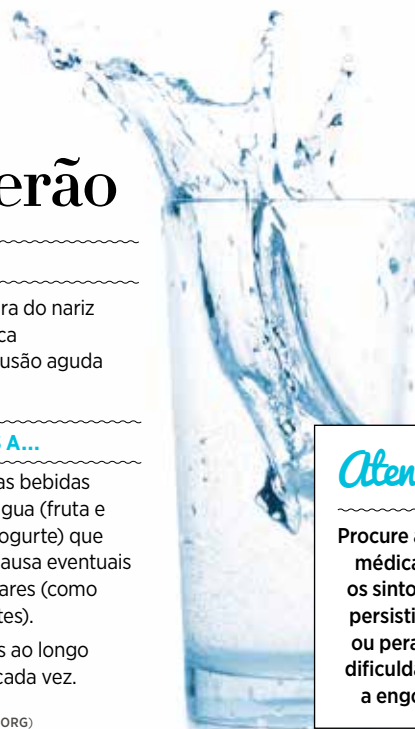 erão
ra do nariz
ca
usão aguda
A...
as bebidas
gua (fruta e
ogurte) que
ausa eventuais
ares (como
tes).
s ao longo
cada vez.
ORG)
Aten
Procure a
médica
os sinto
persisti
ou pera
dificulda
a engo